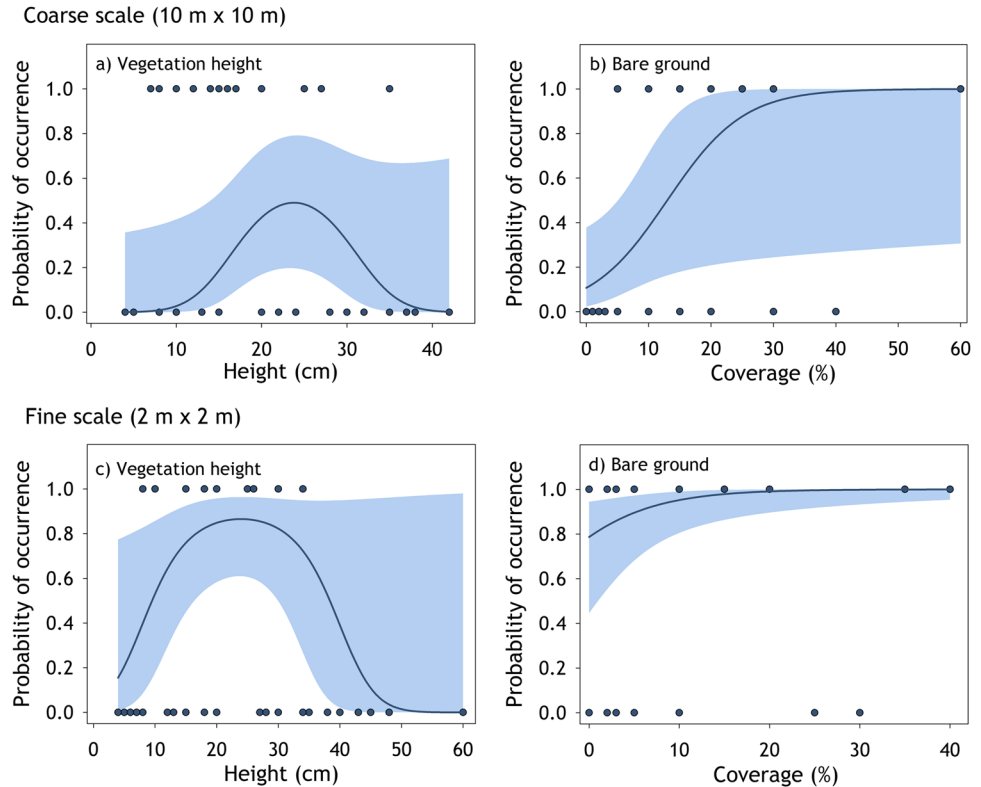 Coarse scale (10 m x 10 m)
a) Vegetation height
Probability of occurrence
1.0
0.8
0.6
0.4
0.2
0.0
0 10 20 30 40
Height (cm)
b) Bare ground
Probability of occurrence
1.0
0.8
0.6
0.4
0.2
0.0
0 10 20 30 40 50 60
Coverage (%)
Fine scale (2 m x 2 m)
c) Vegetation height
Probability of occurrence
1.0
0.8
0.6
0.4
0.2
0.0
0 10 20 30 40 50 60
Height (cm)
d) Bare ground
Probability of occurrence
1.0
0.8
0.6
0.4
0.2
0.0
0 10 20 30 40
Coverage (%)